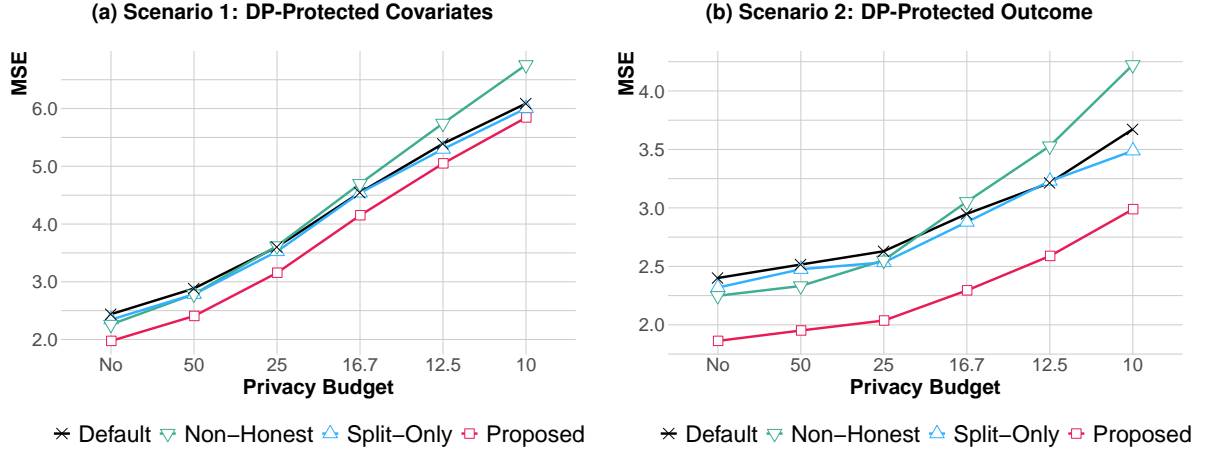 (a) Scenario 1: DP-Protected Covariates
MSE
6.0
5.0
4.0
3.0
2.0
No 50 25 16.7 12.5 10
Privacy Budget
Default Non-Honest Split-Only Proposed
(b) Scenario 2: DP-Protected Outcome
MSE
4.0
3.5
3.0
2.5
2.0
No 50 25 16.7 12.5 10
Privacy Budget
Default Non-Honest Split-Only Proposed